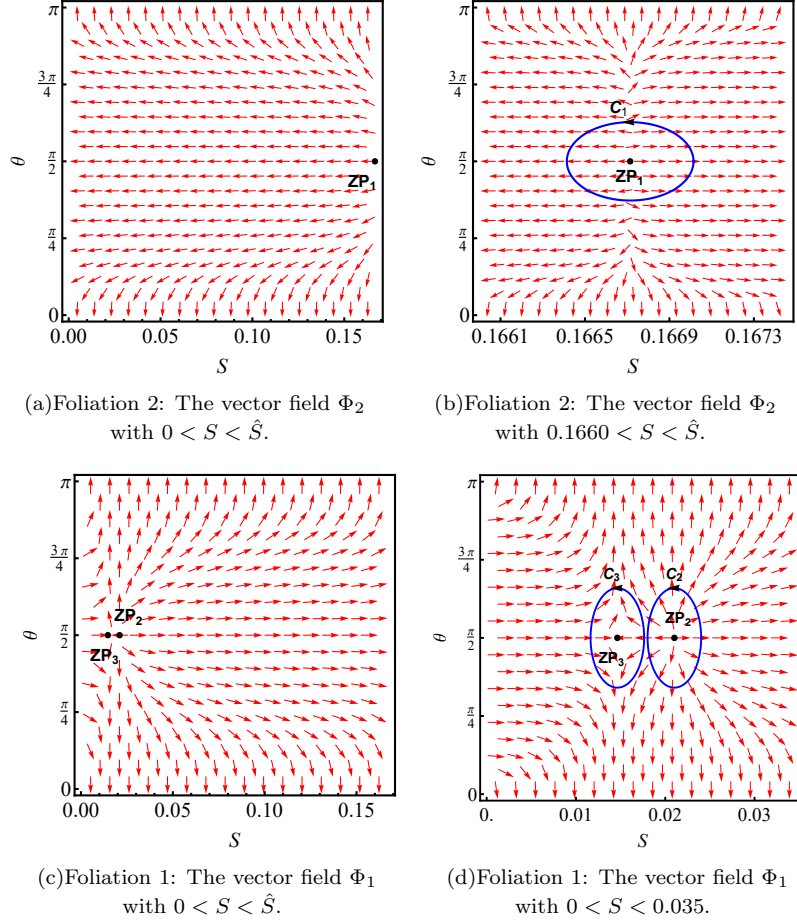 π
3π/4
θ
π/2
π/4
0
ZP₁
0.00 0.05 0.10 0.15
S
(a)Foliation 2: The vector field Φ₂
with 0 < S < Ŝ.
π
3π/4
θ
π/2
π/4
0
C₁
ZP₁
0.1661 0.1665 0.1669 0.1673
S
(b)Foliation 2: The vector field Φ₂
with 0.1660 < S < Ŝ.
π
3π/4
θ
π/2
π/4
0
ZP₂
ZP₃
0.00 0.05 0.10 0.15
S
(c)Foliation 1: The vector field Φ₁
with 0 < S < Ŝ.
π
3π/4
θ
π/2
π/4
0
C₃ C₂
ZP₂
ZP₃
0. 0.01 0.02 0.03
S
(d)Foliation 1: The vector field Φ₁
with 0 < S < 0.035.